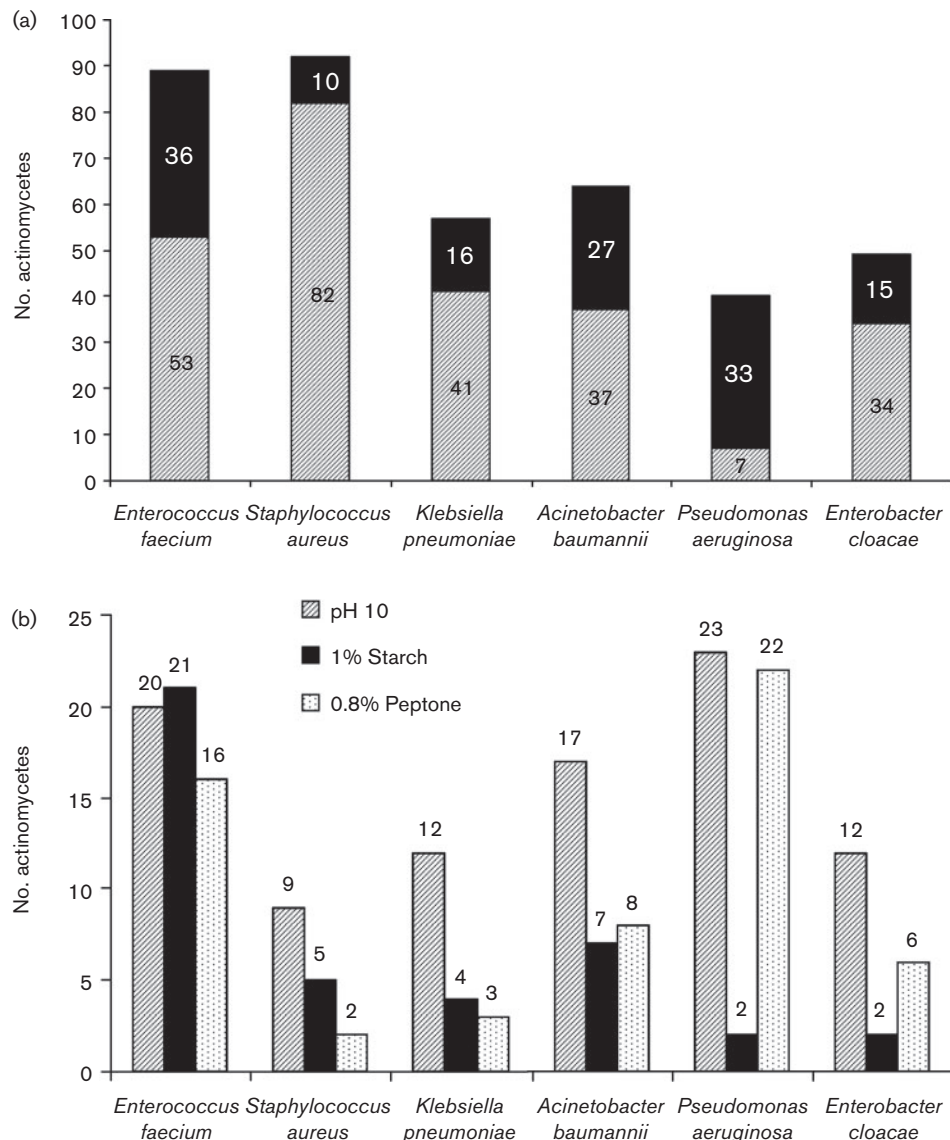 (a)
No. actinomycetes
100
90
80
70
60
50
40
30
20
10
0
36
53
10
82
16
41
27
37
33
7
15
34
Enterococcus faecium
Staphylococcus aureus
Klebsiella pneumoniae
Acinetobacter baumannii
Pseudomonas aeruginosa
Enterobacter cloacae
(b)
No. actinomycetes
25
20
15
10
5
0
pH 10
1% Starch
0.8% Peptone
20
21
16
9
5
2
12
4
3
17
7
8
23
2
22
12
2
6
Enterococcus faecium
Staphylococcus aureus
Klebsiella pneumoniae
Acinetobacter baumannii
Pseudomonas aeruginosa
Enterobacter cloacae